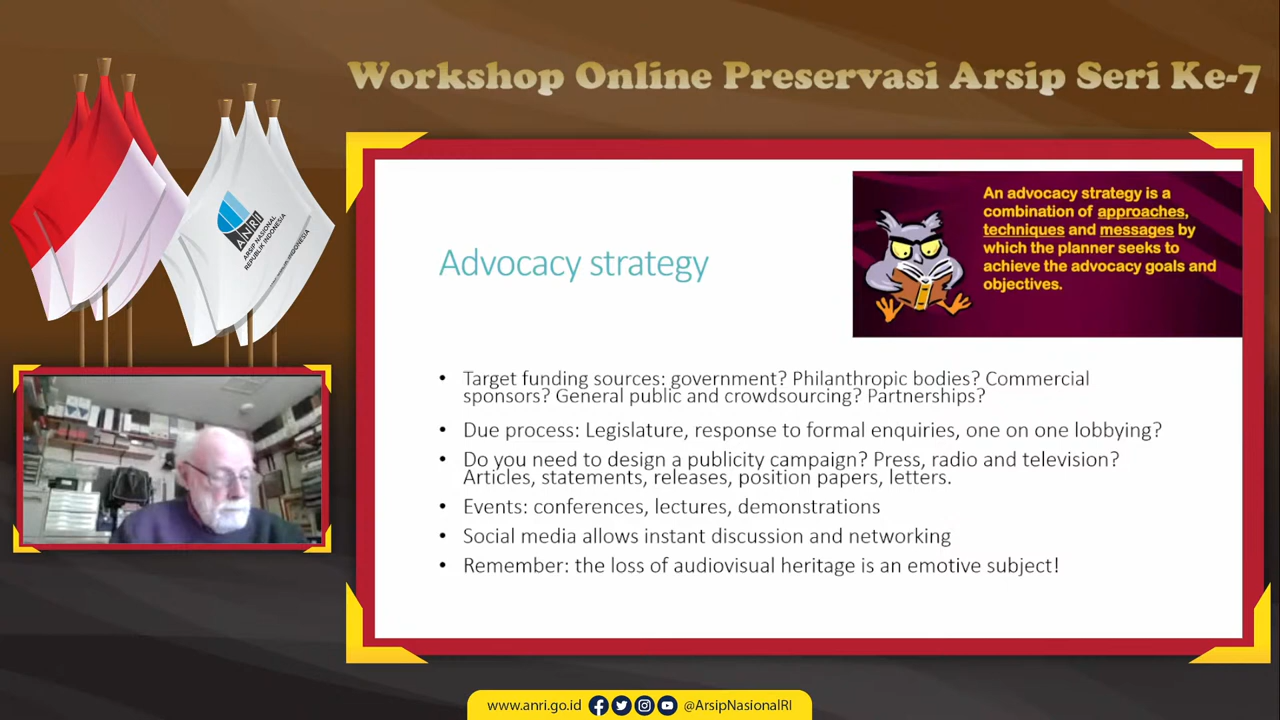 Workshop Online Preservasi Arsip Seri Ke-7
ANRI
ARSIP NASIONAL
REPUBLIK INDONESIA
INDONESIA
An advocacy strategy is a
combination of approaches,
techniques and messages by
which the planner seeks to
achieve the advocacy goals and
objectives.
Advocacy strategy
• Target funding sources: government? Philanthropic bodies? Commercial
sponsors? General public and crowdsourcing? Partnerships?
• Due process: Legislature, response to formal enquiries, one on one lobbying?
• Do you need to design a publicity campaign? Press, radio and television?
Articles, statements, releases, position papers, letters.
• Events: conferences, lectures, demonstrations
• Social media allows instant discussion and networking
• Remember: the loss of audiovisual heritage is an emotive subject!
www.anri.go.id @ArsipNasionalRI